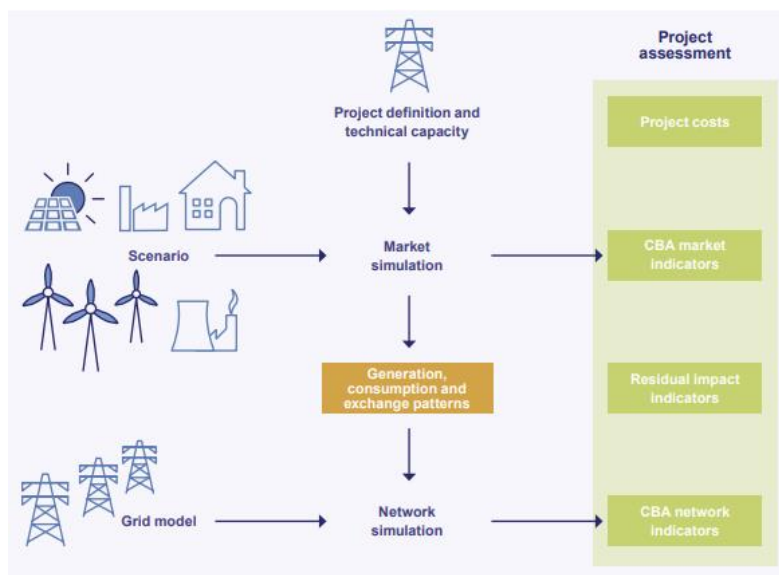 Project
assessment
Project definition and
technical capacity
Project costs
Scenario
Market
simulation
CBA market
indicators
Generation,
consumption and
exchange patterns
Residual impact
indicators
Grid model
Network
simulation
CBA network
indicators